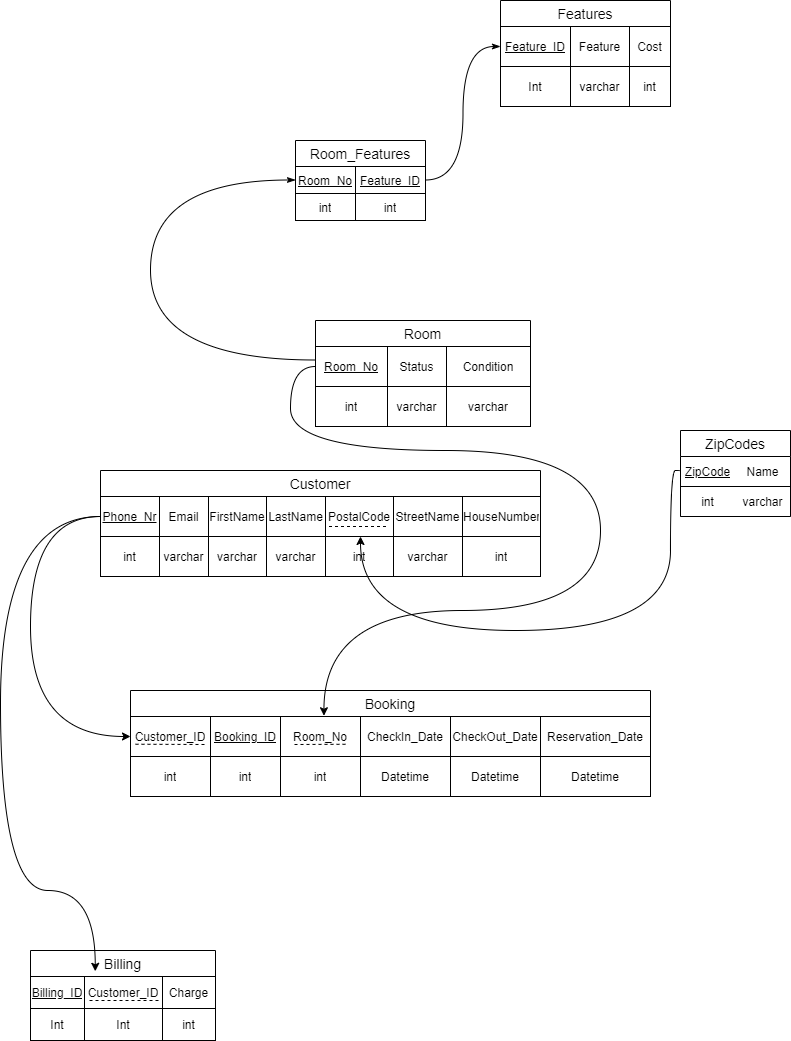 Features
Feature_ID Feature Cost
Int varchar int
Room_Features
Room_No Feature_ID
int int
Room
Room_No Status Condition
int varchar varchar
ZipCodes
ZipCode Name
int varchar
Customer
Phone_Nr Email FirstName LastName PostalCode StreetName HouseNumber
int varchar varchar varchar int varchar int
Booking
Customer_ID Booking_ID Room_No CheckIn_Date CheckOut_Date Reservation_Date
int int int Datetime Datetime Datetime
Billing
Billing_ID Customer_ID Charge
Int Int int